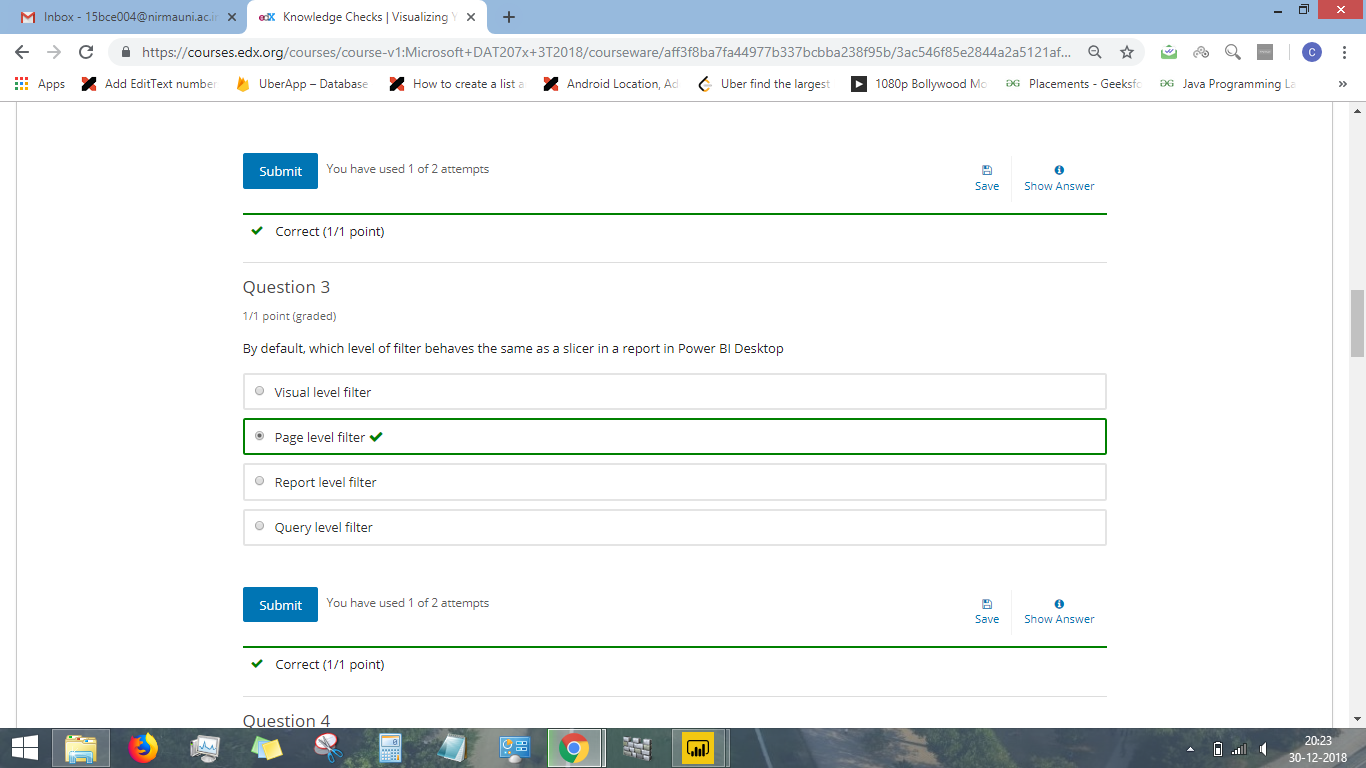 Inbox - 15bce004@nirmauni.ac.i
edX Knowledge Checks | Visualizing Y
https://courses.edx.org/courses/course-v1:Microsoft+DAT207x+3T2018/courseware/aff3f8ba7fa44977b337bcbba238f95b/3ac546f85e2844a2a5121af...
C
Apps
Add EditText number
UberApp – Database
How to create a list a
Android Location, Ad
Uber find the largest
1080p Bollywood Mo
Placements - Geeksfo
Java Programming La
»
Submit
You have used 1 of 2 attempts
Save
Show Answer
Correct (1/1 point)
Question 3
1/1 point (graded)
By default, which level of filter behaves the same as a slicer in a report in Power BI Desktop
Visual level filter
Page level filter
Report level filter
Query level filter
Submit
You have used 1 of 2 attempts
Save
Show Answer
Correct (1/1 point)
Question 4
20:23
30-12-2018